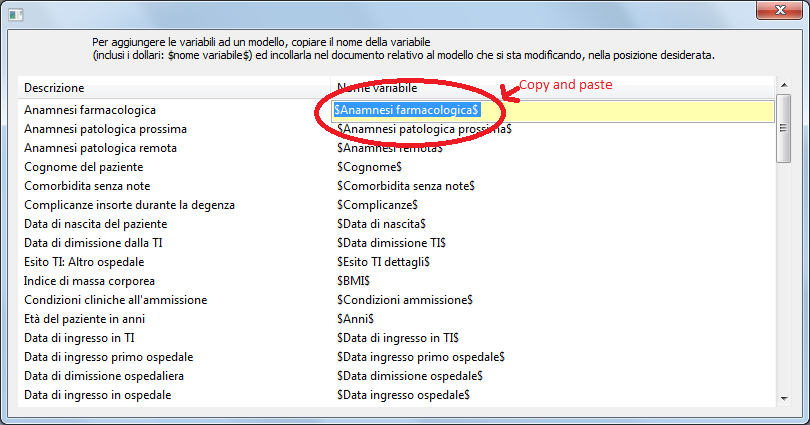 Per aggiungere le variabili ad un modello, copiare il nome della variabile
(inclusi i dollari: $nome variabile$) ed incollarla nel documento relativo al modello che si sta modificando, nella posizione desiderata.
Descrizione Nome variabile
Copy and paste
Anamnesi farmacologica $Anamnesi farmacologica$
Anamnesi patologica prossima $Anamnesi patologica prossima$
Anamnesi patologica remota $Anamnesi remota$
Cognome del paziente $Cognome$
Comorbidita senza note $Comorbidita senza note$
Complicanze insorte durante la degenza $Complicanze$
Data di nascita del paziente $Data di nascita$
Data di dimissione dalla TI $Data dimissione TI$
Esito TI: Altro ospedale $Esito TI dettagli$
Indice di massa corporea $BMI$
Condizioni cliniche all'ammissione $Condizioni ammissione$
Età del paziente in anni $Anni$
Data di ingresso in TI $Data di ingresso in TI$
Data di ingresso primo ospedale $Data ingresso primo ospedale$
Data di dimissione ospedaliera $Data dimissione ospedale$
Data di ingresso in ospedale $Data ingresso ospedale$